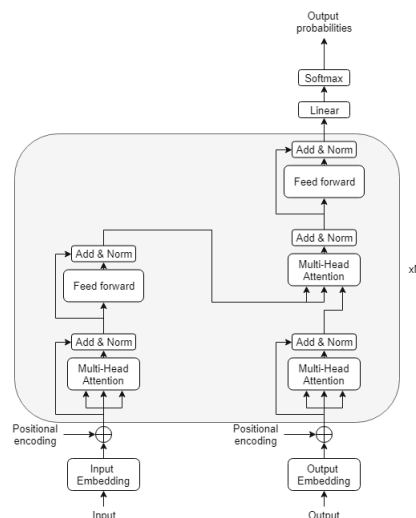 Output
probabilities
Softmax
Linear
Add & Norm
Feed forward
Add & Norm
Multi-Head
Attention
Add & Norm
Feed forward
Add & Norm
Multi-Head
Attention
Add & Norm
Multi-Head
Attention
Positional
encoding
Positional
encoding
Input
Embedding
Output
Embedding
Input
Output